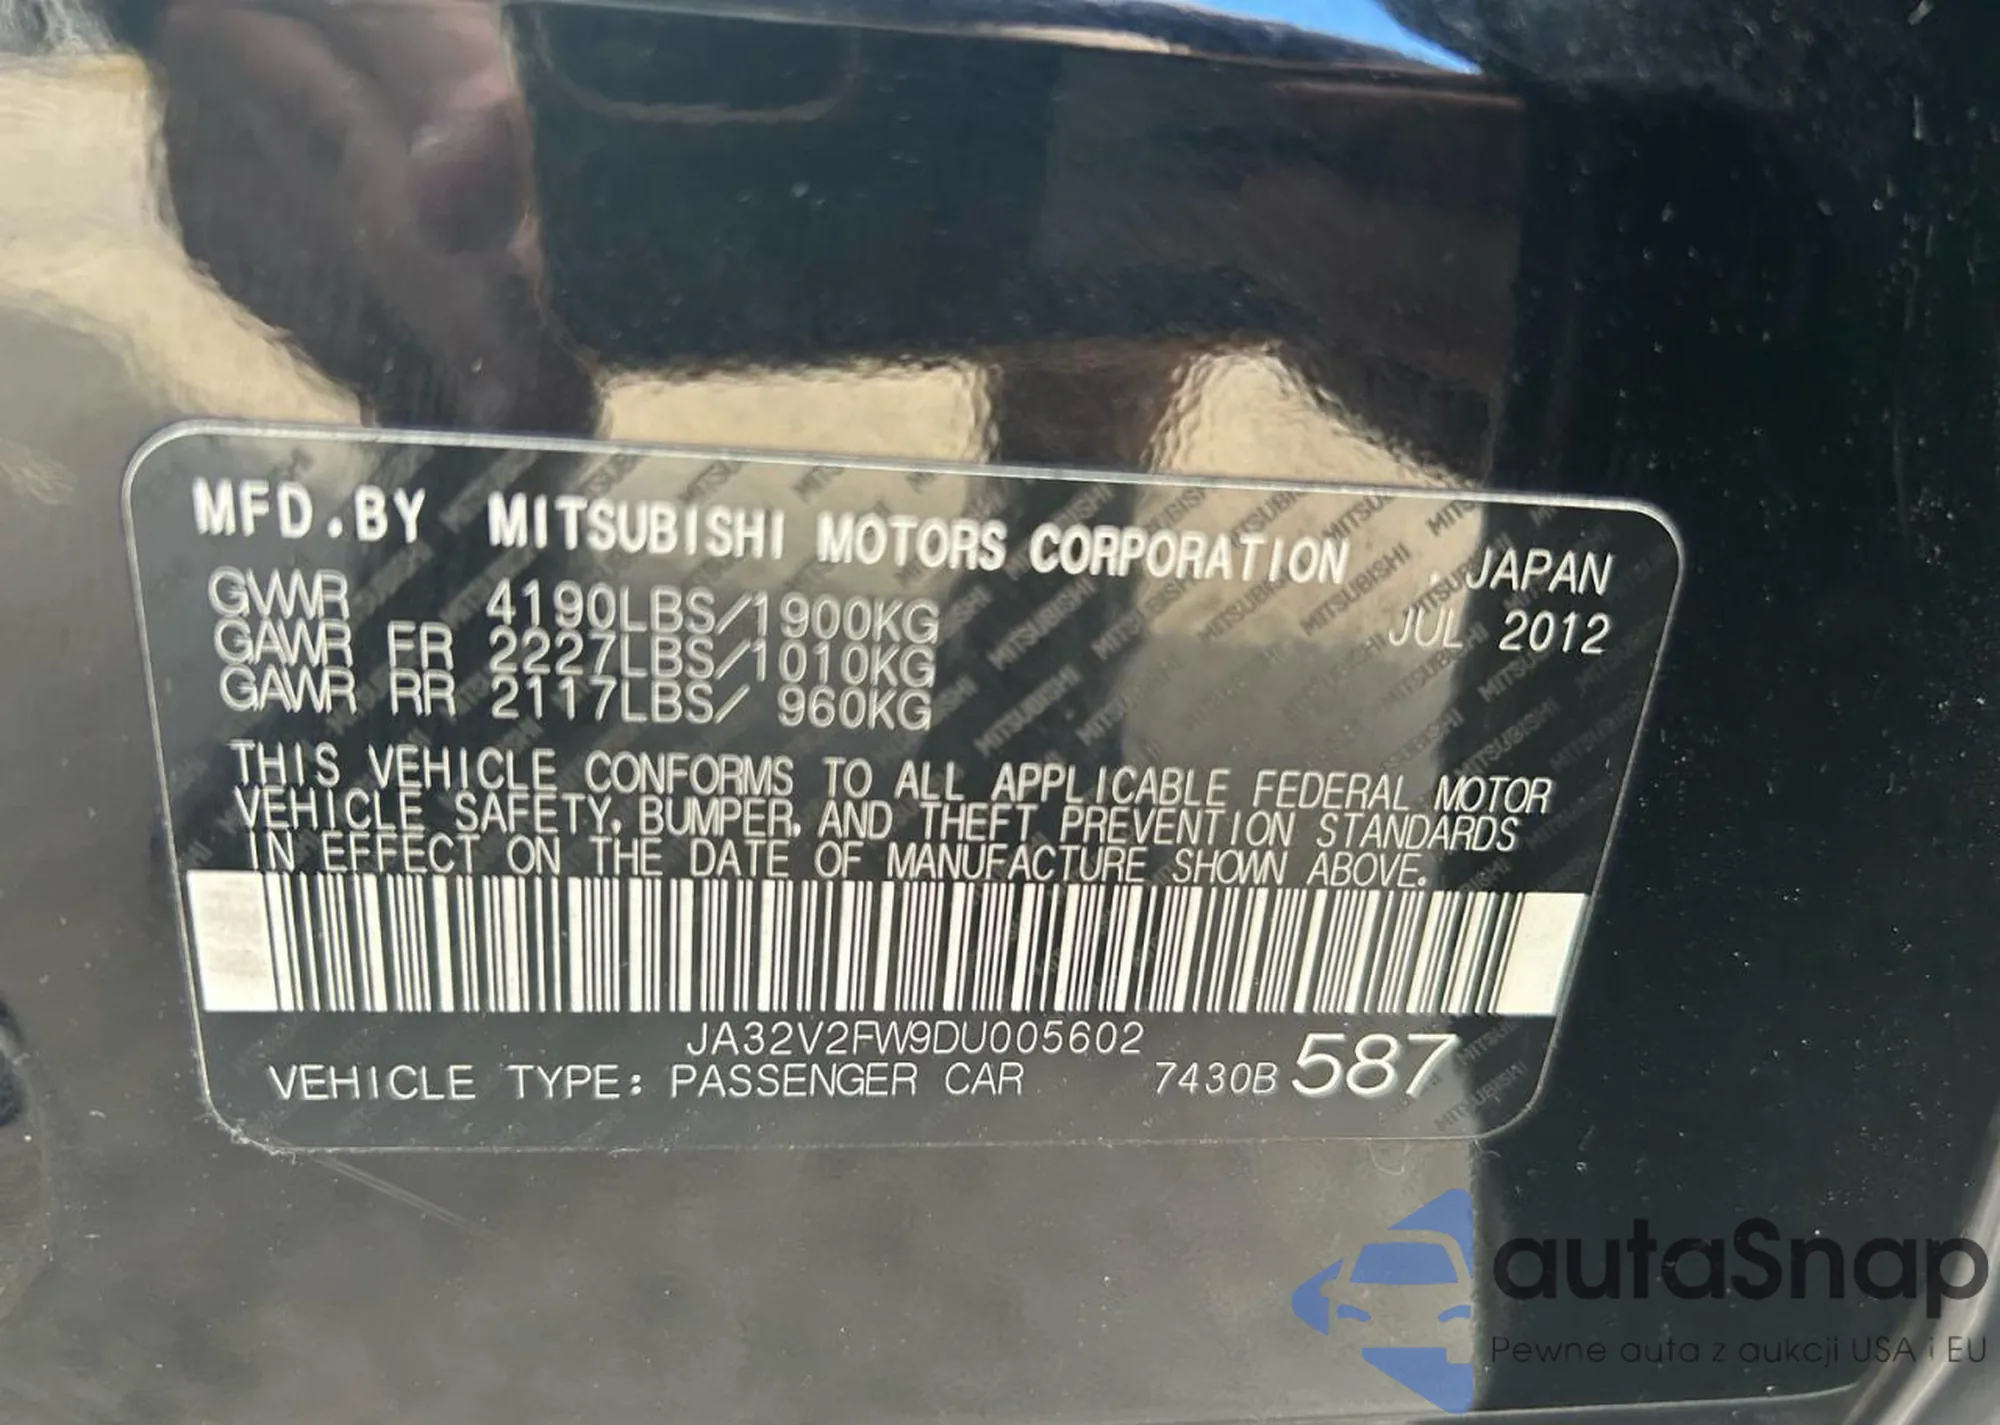 MFD.BY MITSUBISHI MOTORS CORPORATION .JAPAN
GVWR 4190LBS/1900KG JUL 2012
GAWR FR 2227LBS/1010KG
GAWR RR 2117LBS/ 960KG
THIS VEHICLE CONFORMS TO ALL APPLICABLE FEDERAL MOTOR
VEHICLE SAFETY, BUMPER, AND THEFT PREVENTION STANDARDS
IN EFFECT ON THE DATE OF MANUFACTURE SHOWN ABOVE.
JA32V2FW9DU005602
VEHICLE TYPE: PASSENGER CAR 7430B 587
autaSnap
Pewne auta z aukcji USA i EU